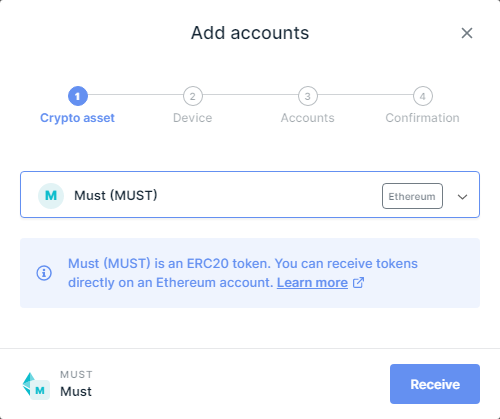 Add accounts
1 2 3 4
Crypto asset Device Accounts Confirmation
M Must (MUST) Ethereum
Must (MUST) is an ERC20 token. You can receive tokens
directly on an Ethereum account. Learn more
MUST
M Must Receive